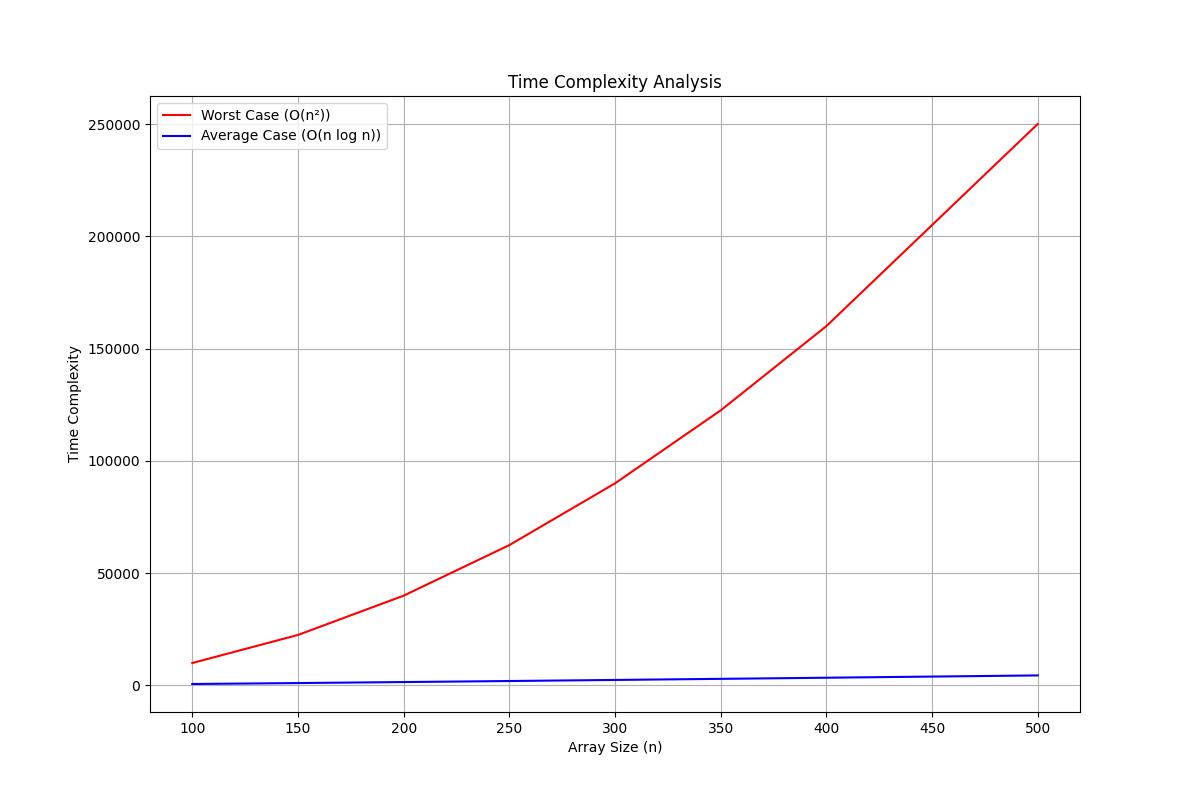 Time Complexity Analysis
Worst Case (O(n²))
Average Case (O(n log n))
Time Complexity
250000
200000
150000
100000
50000
0
100 150 200 250 300 350 400 450 500
Array Size (n)